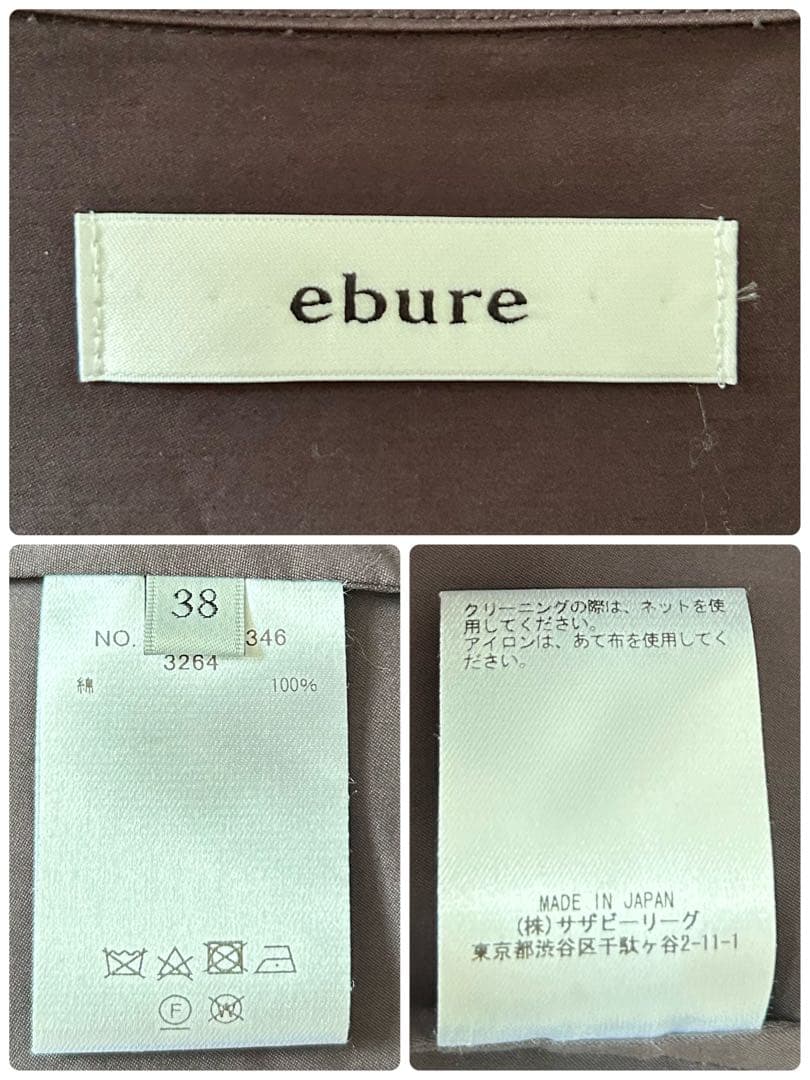 ebure
38
NO. 346
3264
綿 100%
F
W
クリーニングの際は、ネットを使
用してください。
アイロンは、あて布を使用してく
ださい。
MADE IN JAPAN
(株)サザビーリーグ
東京都渋谷区千駄ヶ谷2-11-1